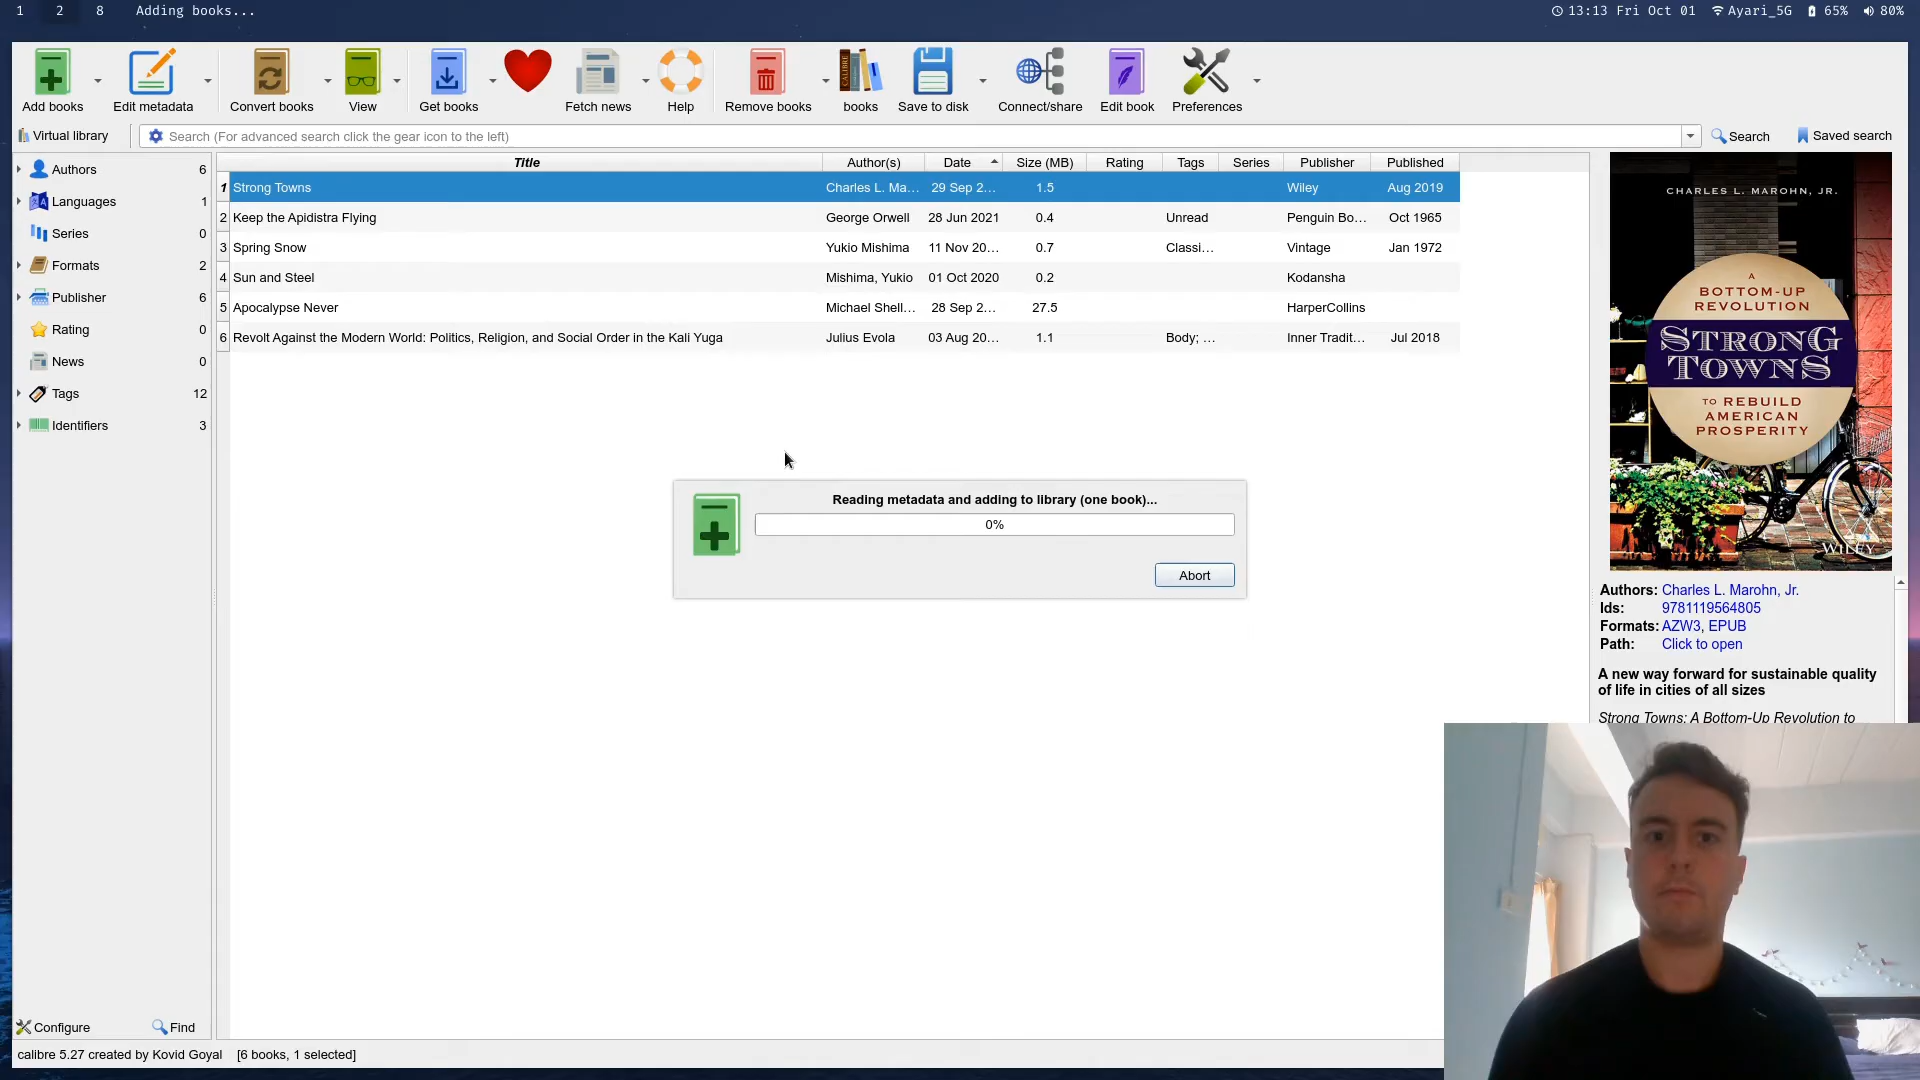 1 2 8 Adding books... 13:13 Fri Oct 01 Ayari_5G 65% 80%
Add books Edit metadata Convert books View Get books Fetch news Help Remove books CALIBRE books Save to disk Connect/share Edit book Preferences
Virtual library Search (For advanced search click the gear icon to the left) Search Saved search
Title Author(s) Date Size (MB) Rating Tags Series Publisher Published
Authors 6
Languages 1
Series 0
Formats 2
Publisher 6
Rating 0
News 0
Tags 12
Identifiers 3
1 Strong Towns Charles L. Ma... 29 Sep 2... 1.5 Wiley Aug 2019
2 Keep the Apidistra Flying George Orwell 28 Jun 2021 0.4 Unread Penguin Bo... Oct 1965
3 Spring Snow Yukio Mishima 11 Nov 20... 0.7 Classi... Vintage Jan 1972
4 Sun and Steel Mishima, Yukio 01 Oct 2020 0.2 Kodansha
5 Apocalypse Never Michael Shell... 28 Sep 2... 27.5 HarperCollins
6 Revolt Against the Modern World: Politics, Religion, and Social Order in the Kali Yuga Julius Evola 03 Aug 20... 1.1 Body; ... Inner Tradit... Jul 2018
Reading metadata and adding to library (one book)...
0%
Abort
CHARLES L. MAROHN, JR.
A
BOTTOM-UP
REVOLUTION
STRONG
TOWNS
TO REBUILD
AMERICAN
PROSPERITY
WILEY
Authors: Charles L. Marohn, Jr.
Ids: 9781119564805
Formats: AZW3, EPUB
Path: Click to open
A new way forward for sustainable quality
of life in cities of all sizes
Strong Towns: A Bottom-Up Revolution to
Configure Find
calibre 5.27 created by Kovid Goyal [6 books, 1 selected]